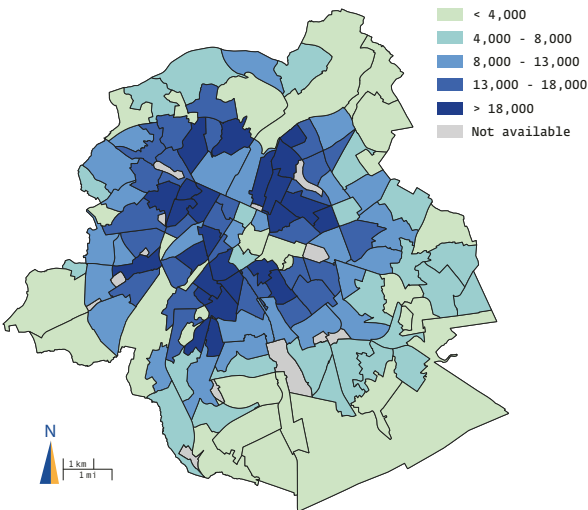 < 4,000
4,000 - 8,000
8,000 - 13,000
13,000 - 18,000
> 18,000
Not available
N
1 km
1 mi